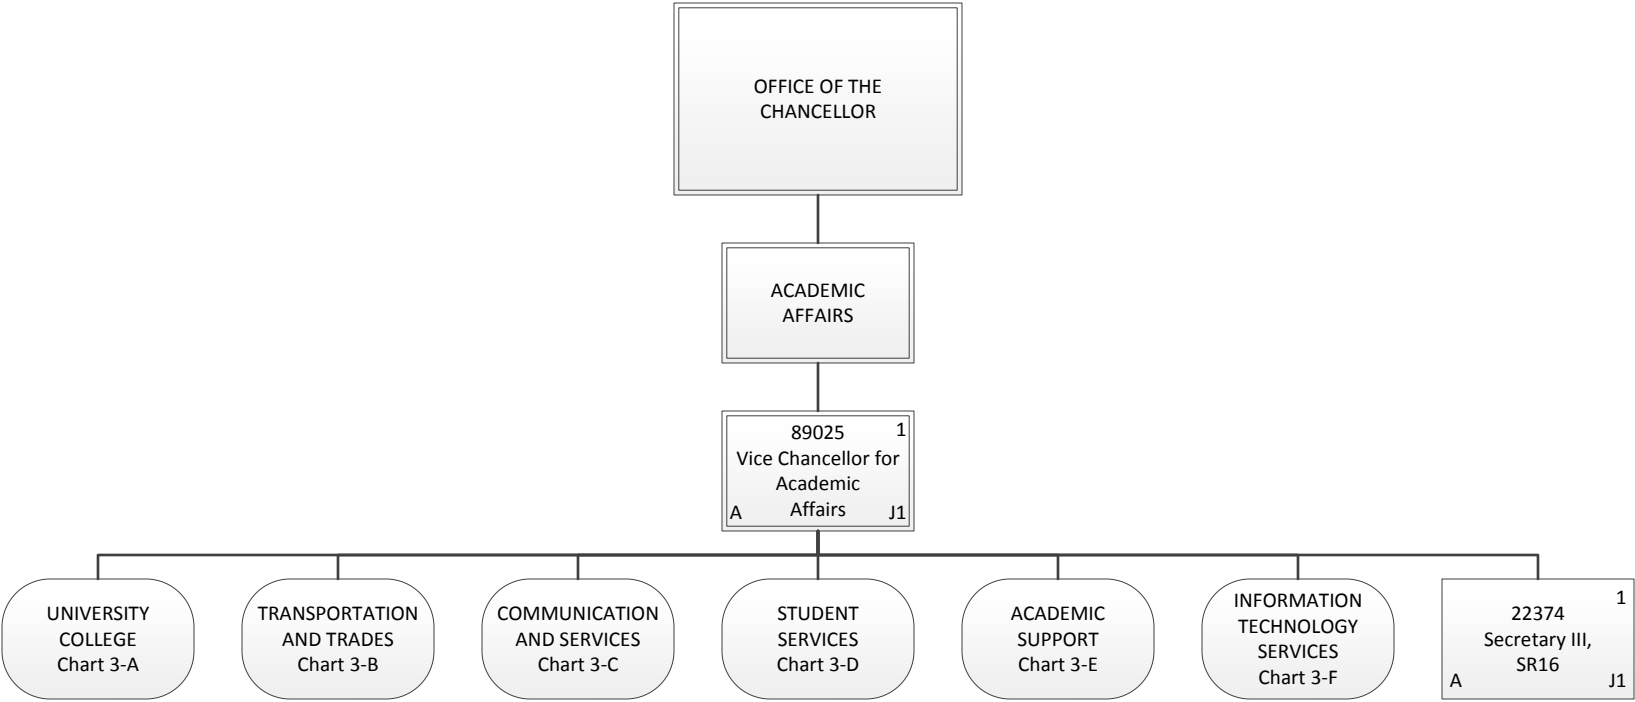 OFFICE OF THE
CHANCELLOR
ACADEMIC
AFFAIRS
89025 1
Vice Chancellor for
Academic
A Affairs J1
UNIVERSITY
COLLEGE
Chart 3-A
TRANSPORTATION
AND TRADES
Chart 3-B
COMMUNICATION
AND SERVICES
Chart 3-C
STUDENT
SERVICES
Chart 3-D
ACADEMIC
SUPPORT
Chart 3-E
INFORMATION
TECHNOLOGY
SERVICES
Chart 3-F
1
22374
Secretary III,
SR16
A J1